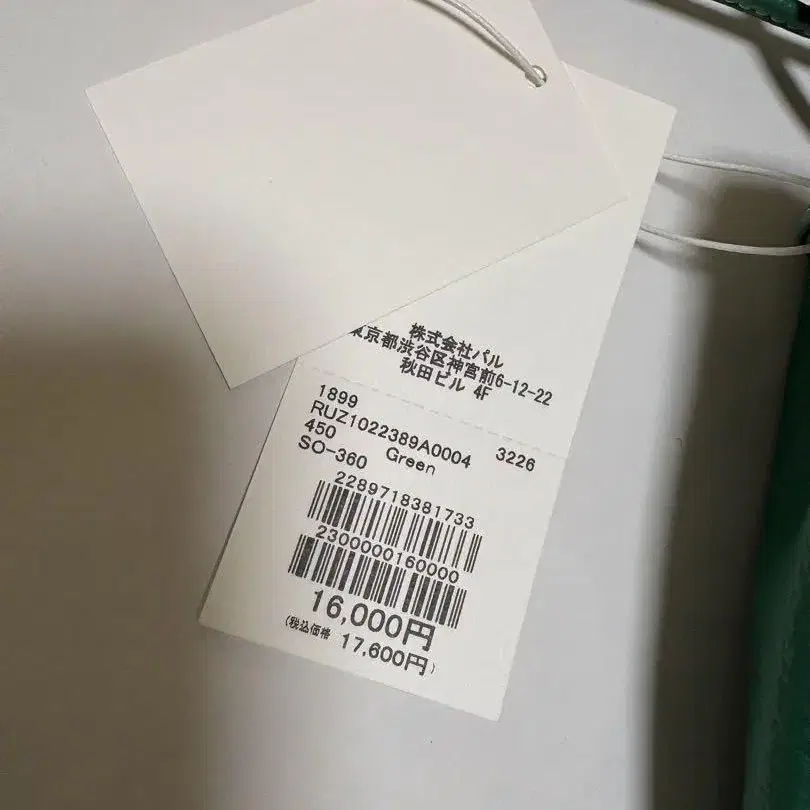 株式会社パル
東京都渋谷区神宮前6-12-22
秋田ビル 4F
1899
RUZ1022389A0004 3226
450 Green
SO-360
2289718381733
2300000160000
16,000円
(税込価格 17,600円)